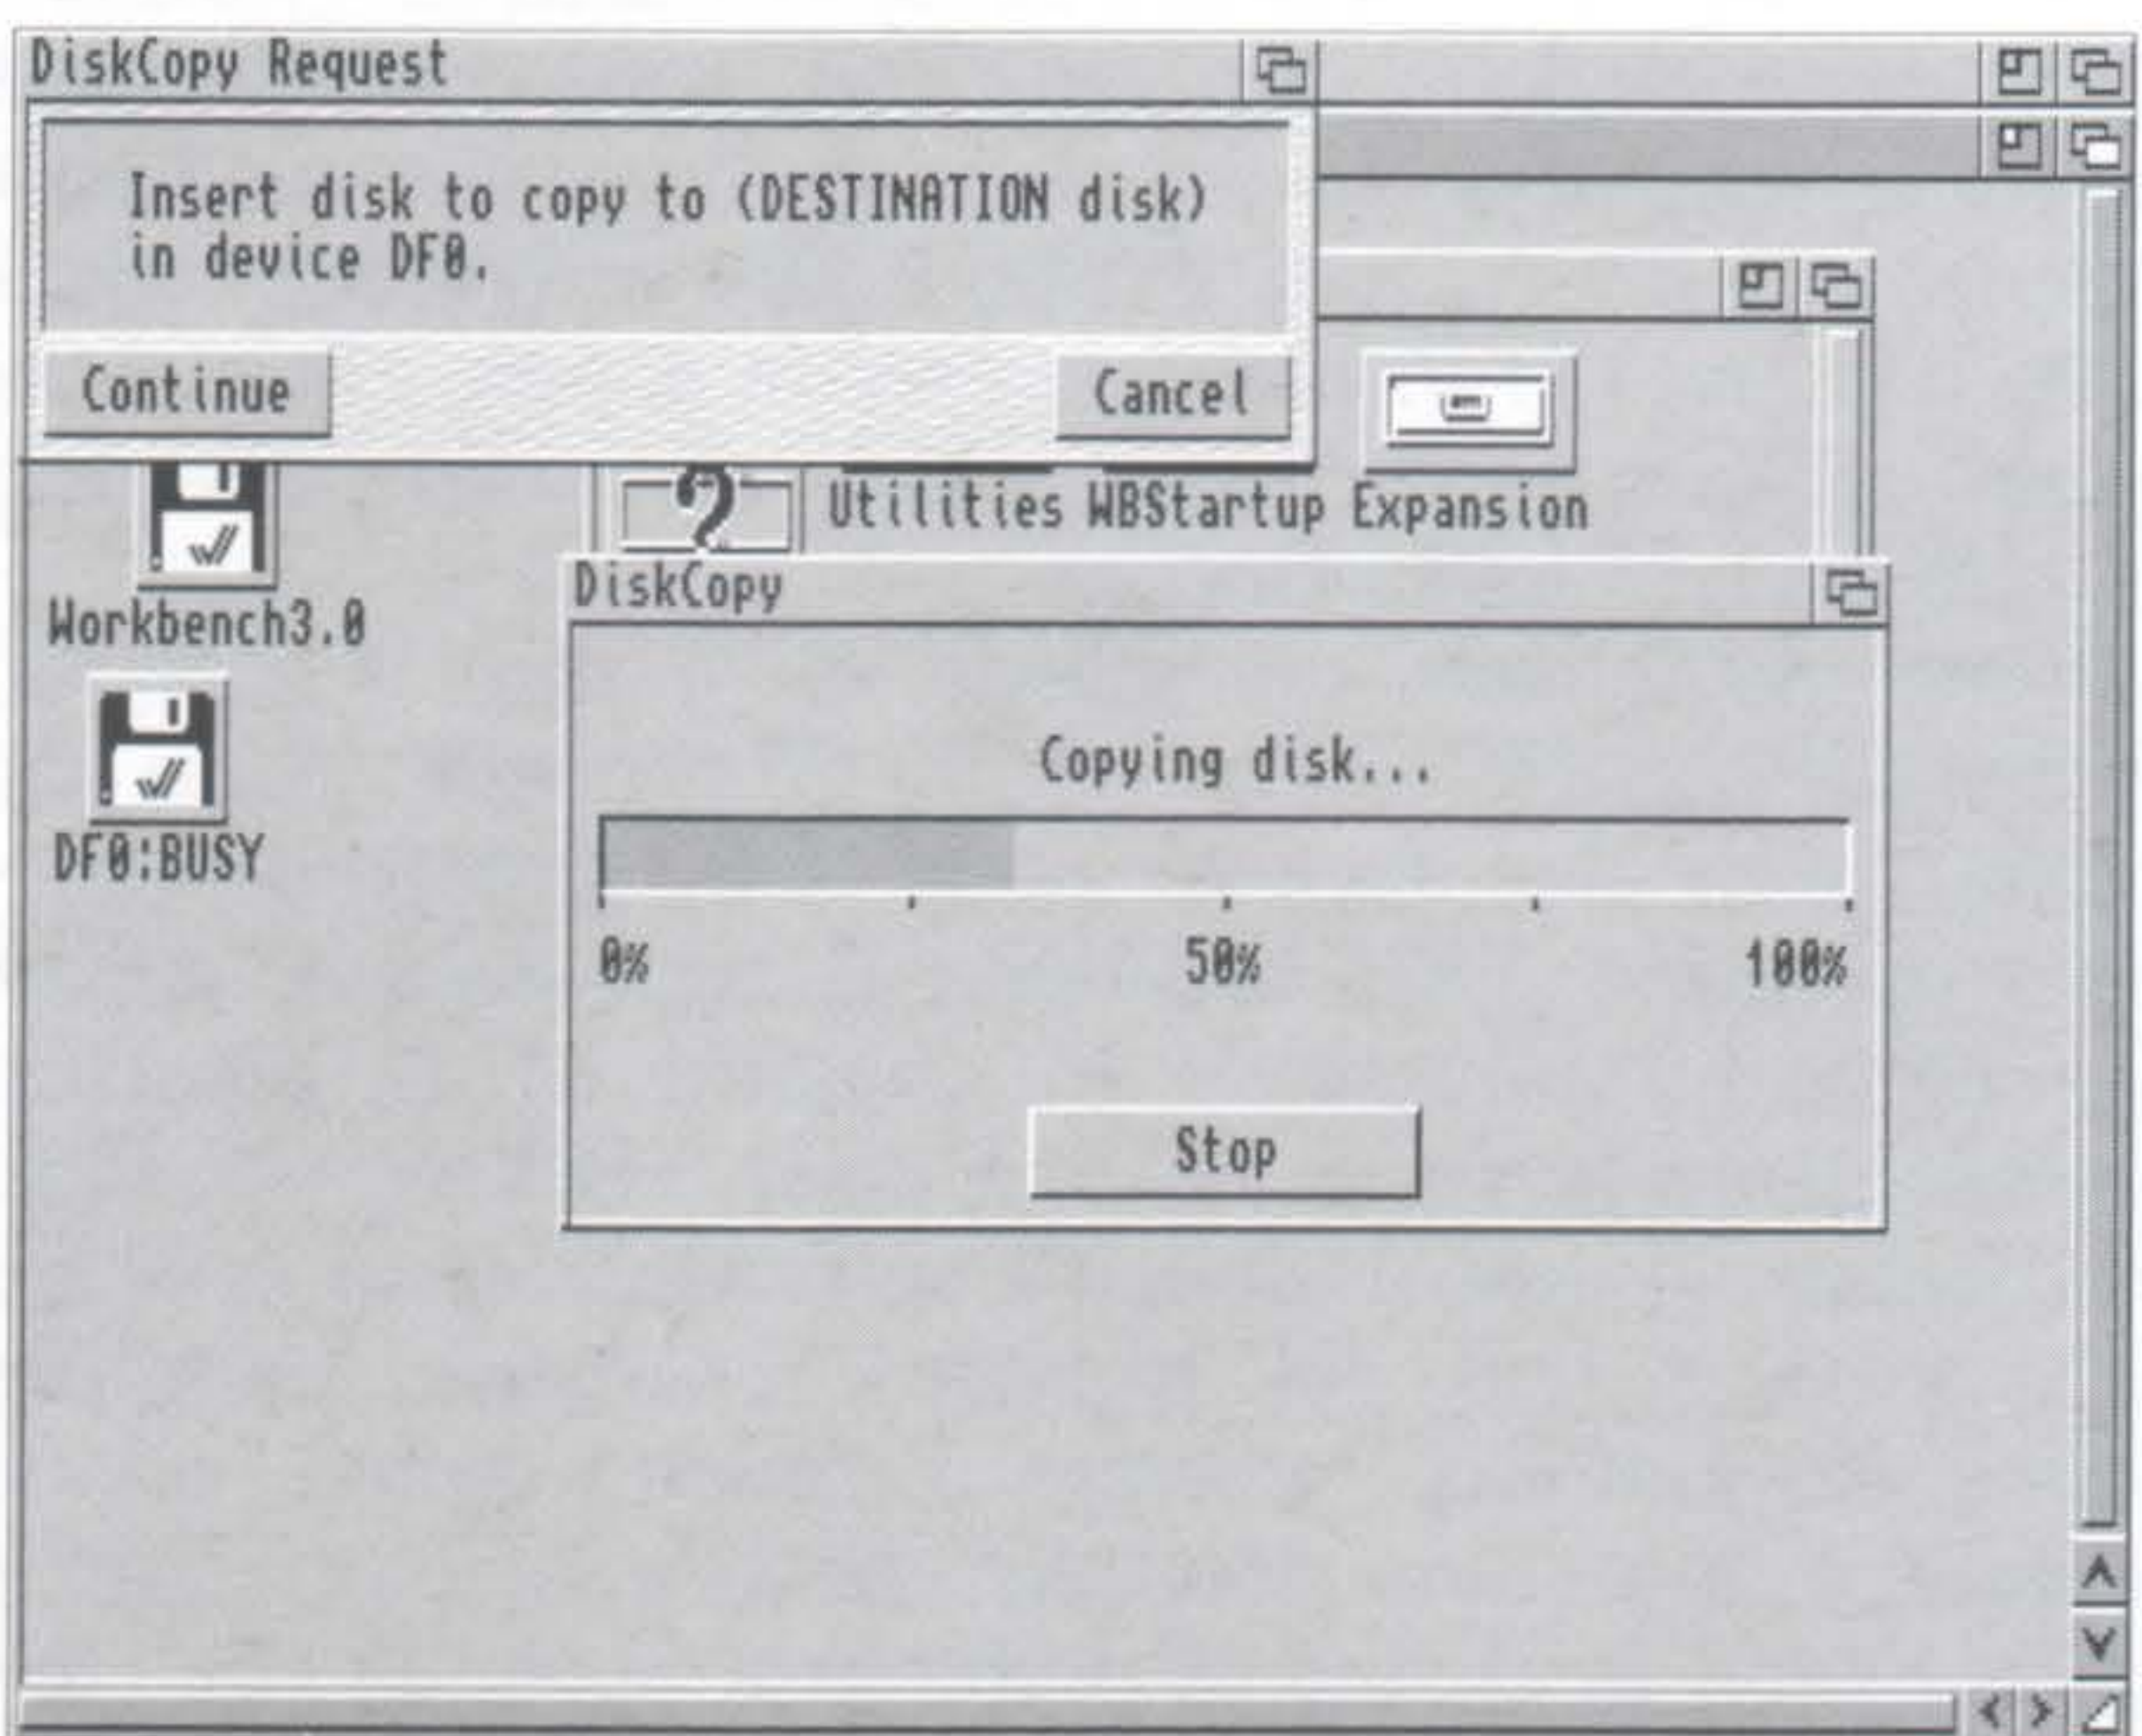 DiskCopy Request
Insert disk to copy to (DESTINATION disk)
in device DF0.
Continue Cancel
Utilities WBStartup Expansion
Workbench3.0
DiskCopy
DF0:BUSY
Copying disk...
0% 50% 100%
Stop